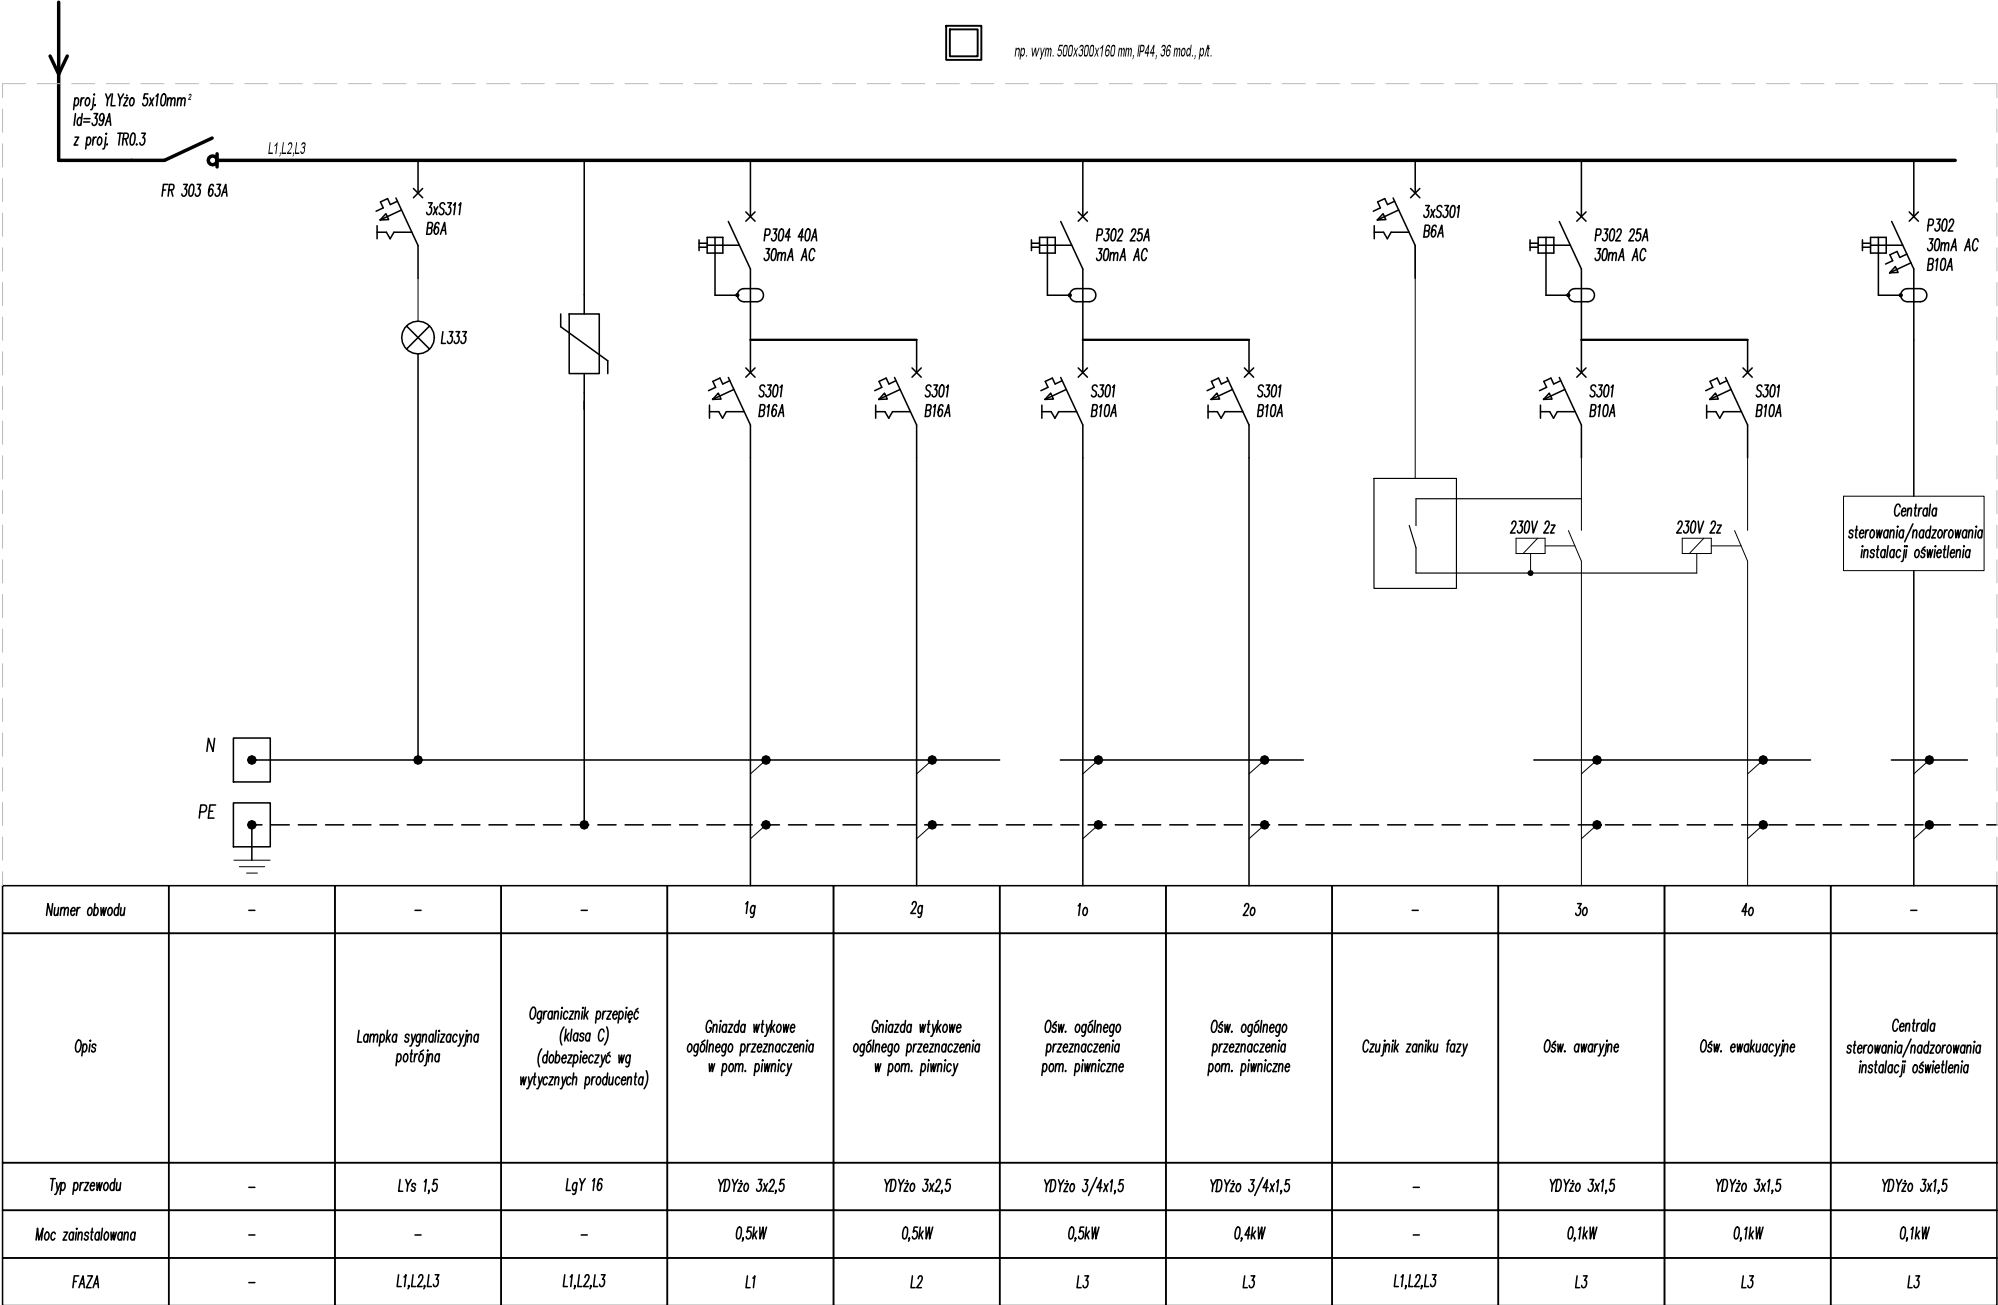 np. wym. 500x300x160 mm, IP44, 36 mod., p/t.
proj. YLYżo 5x10mm²
Id=39A
z proj. TR0.3
L1,L2,L3
FR 303 63A
3xS311
B6A
L333
P304 40A
30mA AC
S301
B16A
S301
B16A
P302 25A
30mA AC
S301
B10A
S301
B10A
3xS301
B6A
P302 25A
30mA AC
S301
B10A
S301
B10A
230V 2z
230V 2z
P302
30mA AC
B10A
Centrala
sterowania/nadzorowania
instalacji oświetlenia
N
PE
Numer obwodu - - - 1g 2g 1o 2o - 3o 4o -
Opis
Lampka sygnalizacyjna
potrójna
Ogranicznik przepięć
(klasa C)
(dobezpieczyć wg
wytycznych producenta)
Gniazda wtykowe
ogólnego przeznaczenia
w pom. piwnicy
Gniazda wtykowe
ogólnego przeznaczenia
w pom. piwnicy
Ośw. ogólnego
przeznaczenia
pom. piwniczne
Ośw. ogólnego
przeznaczenia
pom. piwniczne
Czujnik zaniku fazy
Ośw. awaryjne
Ośw. ewakuacyjne
Centrala
sterowania/nadzorowania
instalacji oświetlenia
Typ przewodu - LYs 1,5 LgY 16 YDYżo 3x2,5 YDYżo 3x2,5 YDYżo 3/4x1,5 YDYżo 3/4x1,5 - YDYżo 3x1,5 YDYżo 3x1,5 YDYżo 3x1,5
Moc zainstalowana - - - 0,5kW 0,5kW 0,5kW 0,4kW - 0,1kW 0,1kW 0,1kW
FAZA - L1,L2,L3 L1,L2,L3 L1 L2 L3 L3 L1,L2,L3 L3 L3 L3